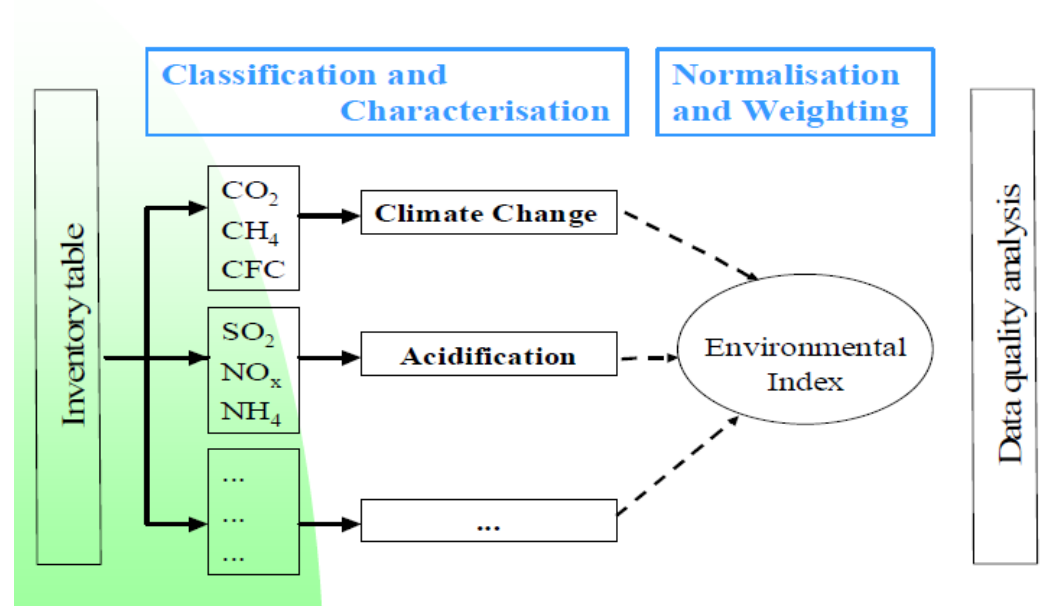 Classification and
Characterisation
Normalisation
and Weighting
Inventory table
CO₂
CH₄
CFC
Climate Change
SO₂
NOₓ
NH₄
Acidification
...
...
...
...
Environmental
Index
Data quality analysis